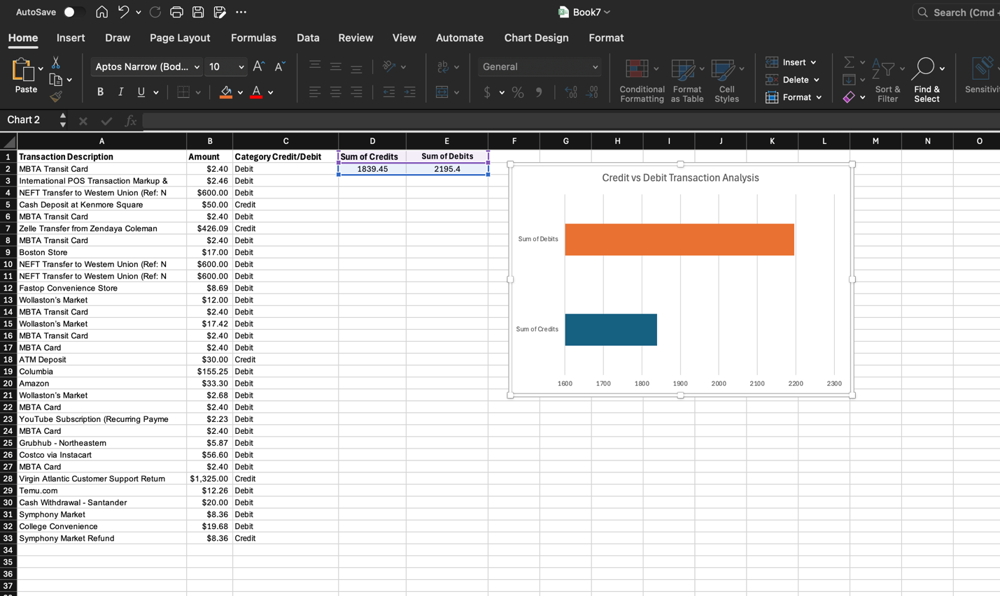 AutoSave
Book7
Search (Cmd +
Home Insert Draw Page Layout Formulas Data Review View Automate Chart Design Format
Paste
Aptos Narrow (Bod... 10 A A
B I U A
ab
General
$ % 9 .00 .00
Conditional Formatting
Format as Table
Cell Styles
Insert
Delete
Format
Sort & Filter
Find & Select
Sensitivi
Chart 2 fx
A B C D E F G H I J K L M N O
1 Transaction Description Amount Category Credit/Debit Sum of Credits Sum of Debits
2 MBTA Transit Card $2.40 Debit 1839.45 2195.4
3 International POS Transaction Markup & $2.46 Debit
4 NEFT Transfer to Western Union (Ref: N $600.00 Debit
5 Cash Deposit at Kenmore Square $50.00 Credit
6 MBTA Transit Card $2.40 Debit
7 Zelle Transfer from Zendaya Coleman $426.09 Credit
8 MBTA Transit Card $2.40 Debit
9 Boston Store $17.00 Debit
10 NEFT Transfer to Western Union (Ref: N $600.00 Debit
11 NEFT Transfer to Western Union (Ref: N $600.00 Debit
12 Fastop Convenience Store $8.69 Debit
13 Wollaston's Market $12.00 Debit
14 MBTA Transit Card $2.40 Debit
15 Wollaston's Market $17.42 Debit
16 MBTA Transit Card $2.40 Debit
17 MBTA Card $2.40 Debit
18 ATM Deposit $30.00 Credit
19 Columbia $155.25 Debit
20 Amazon $33.30 Debit
21 Wollaston's Market $2.68 Debit
22 MBTA Card $2.40 Debit
23 YouTube Subscription (Recurring Payme $2.23 Debit
24 MBTA Card $2.40 Debit
25 Grubhub - Northeastern $5.87 Debit
26 Costco via Instacart $56.60 Debit
27 MBTA Card $2.40 Debit
28 Virgin Atlantic Customer Support Return $1,325.00 Credit
29 Temu.com $12.26 Debit
30 Cash Withdrawal - Santander $20.00 Debit
31 Symphony Market $8.36 Debit
32 College Convenience $19.68 Debit
33 Symphony Market Refund $8.36 Credit
34
35
36
37
Credit vs Debit Transaction Analysis
Sum of Debits
Sum of Credits
1600 1700 1800 1900 2000 2100 2200 2300